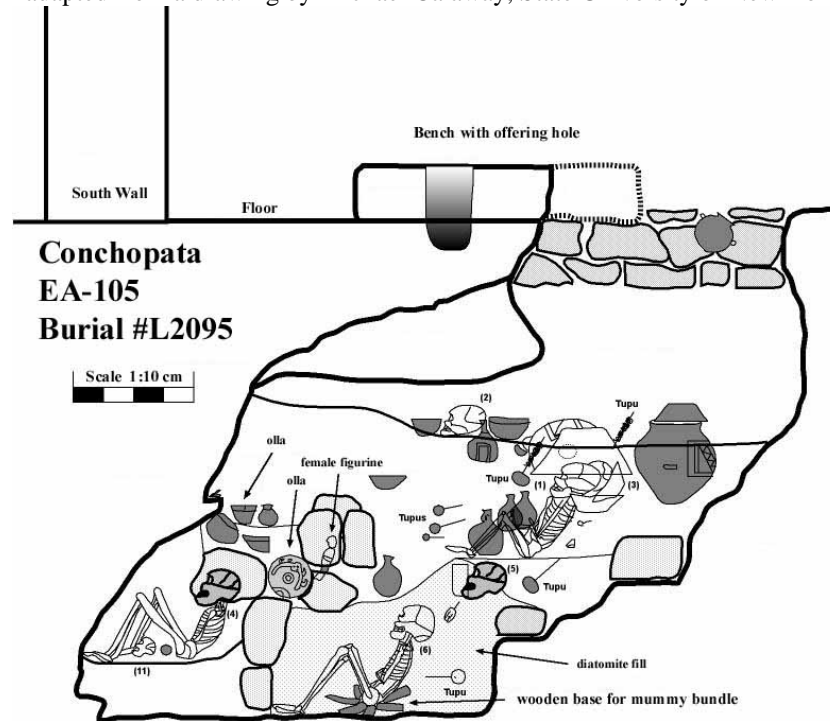 Bench with offering hole
South Wall
Floor
Conchopata
EA-105
Burial #L2095
Scale 1:10 cm
(2)
Tupu
olla
female figurine
olla
Tupu
(1)
(3)
Tupus
(5)
Tupu
(4)
(6)
(11)
diatomite fill
Tupu
wooden base for mummy bundle